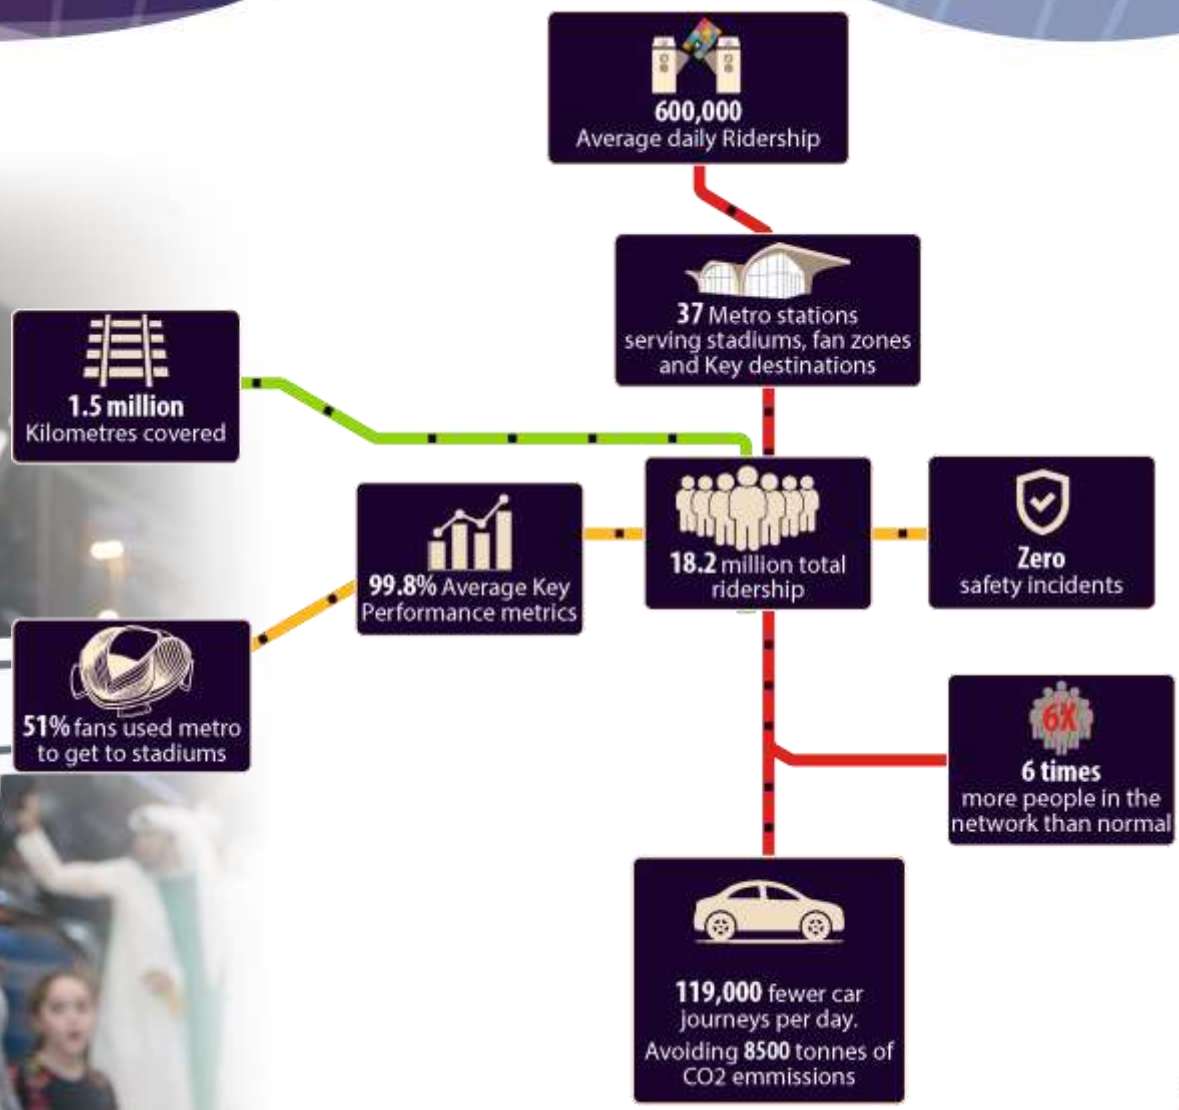 600,000
Average daily Ridership
37 Metro stations
serving stadiums, fan zones
and Key destinations
1.5 million
Kilometres covered
99.8% Average Key
Performance metrics
18.2 million total
ridership
Zero
safety incidents
51% fans used metro
to get to stadiums
6X
6 times
more people in the
network than normal
119,000 fewer car
journeys per day.
Avoiding 8500 tonnes of
CO2 emmissions